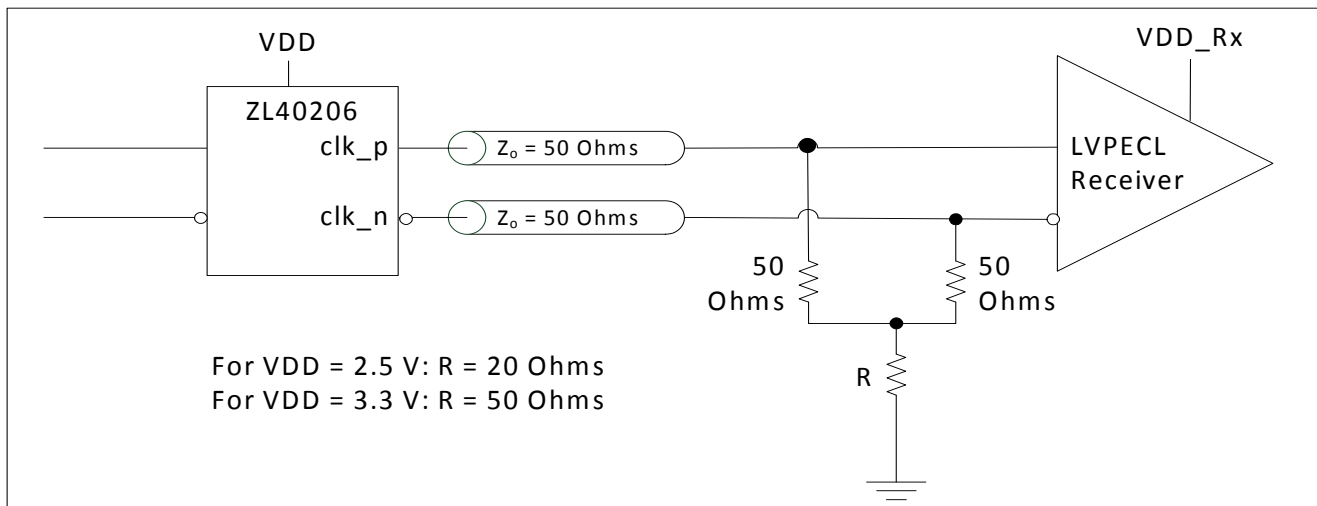 VDD
VDD_Rx
ZL40206
clk_p
Zo = 50 Ohms
LVPECL
Receiver
clk_n
Zo = 50 Ohms
50
Ohms
50
Ohms
For VDD = 2.5 V: R = 20 Ohms
For VDD = 3.3 V: R = 50 Ohms
R